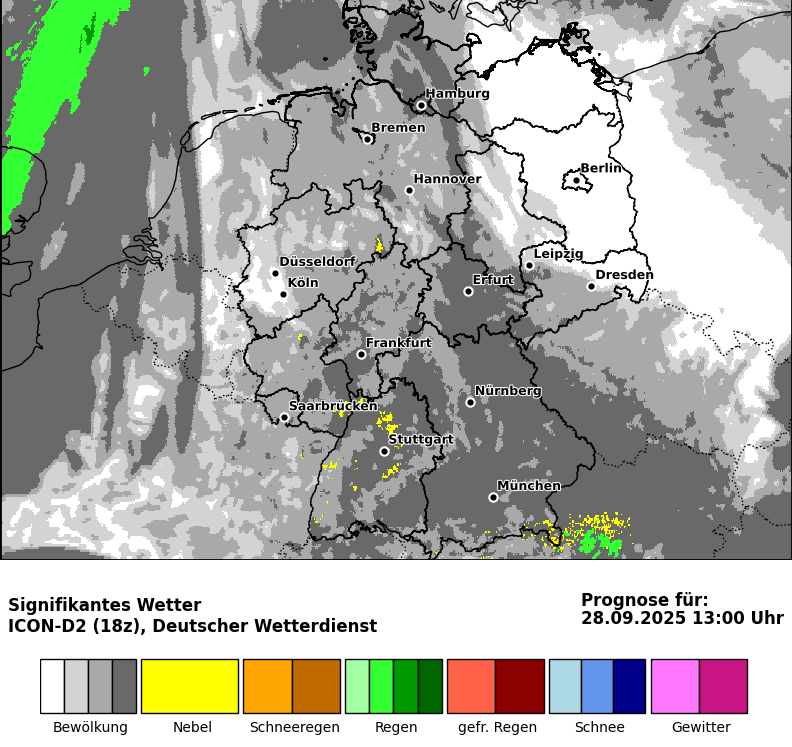 Hamburg
Bremen
Berlin
Hannover
Leipzig
Düsseldorf
Dresden
Köln
Erfurt
Frankfurt
Nürnberg
Saarbrücken
Stuttgart
München
Signifikantes Wetter
ICON-D2 (18z), Deutscher Wetterdienst
Prognose für:
28.09.2025 13:00 Uhr
Bewölkung Nebel Schneeregen Regen gefr. Regen Schnee Gewitter